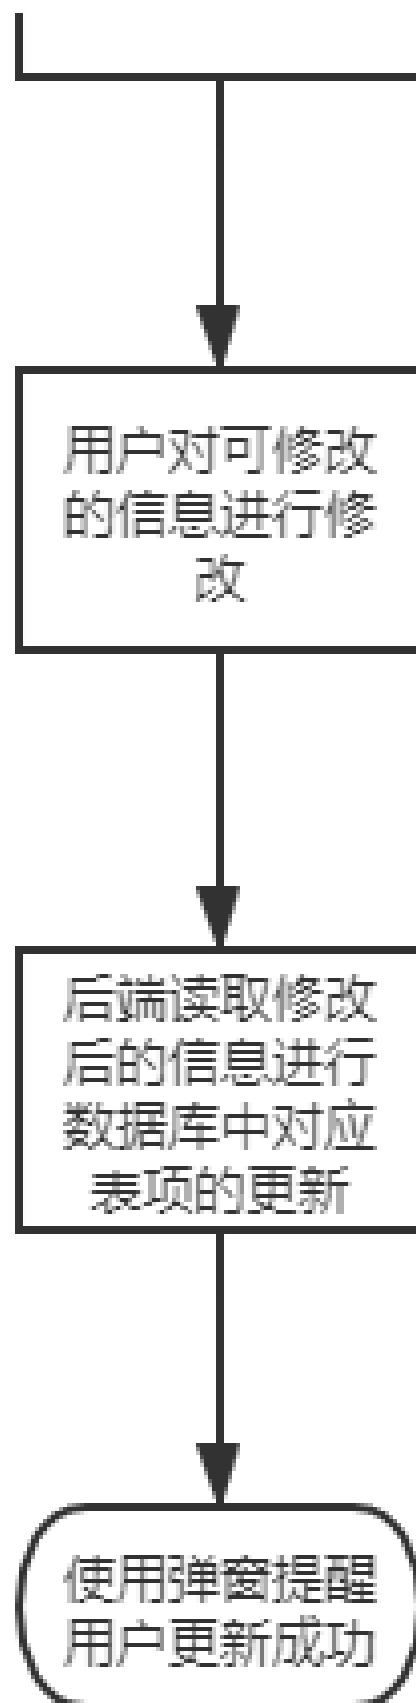 用户对可修改
的信息进行修
改
后端读取修改
后的信息进行
数据库中对应
表项的更新
使用弹窗提醒
用户更新成功